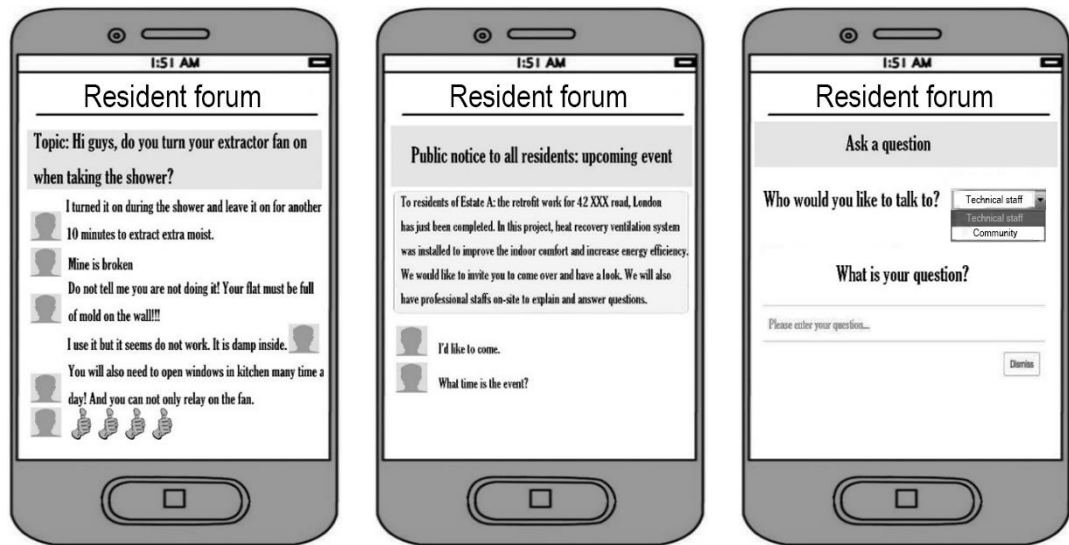 1:51 AM
Resident forum
Topic: Hi guys, do you turn your extractor fan on
when taking the shower?
I turned it on during the shower and leave it on for another
10 minutes to extract extra moist.
Mine is broken
Do not tell me you are not doing it! Your flat must be full
of mold on the wall!!!
I use it but it seems do not work. It is damp inside.
You will also need to open windows in kitchen many time a
day! And you can not only relay on the fan.
1:51 AM
Resident forum
Public notice to all residents: upcoming event
To residents of Estate A: the retrofit work for 42 XXX road, London
has just been completed. In this project, heat recovery ventilation system
was installed to improve the indoor comfort and increase energy efficiency.
We would like to invite you to come over and have a look. We will also
have professional staffs on-site to explain and answer questions.
I'd like to come.
What time is the event?
1:51 AM
Resident forum
Ask a question
Who would you like to talk to? Technical staff
Technical staff
Community
What is your question?
Please enter your question...
Dismiss